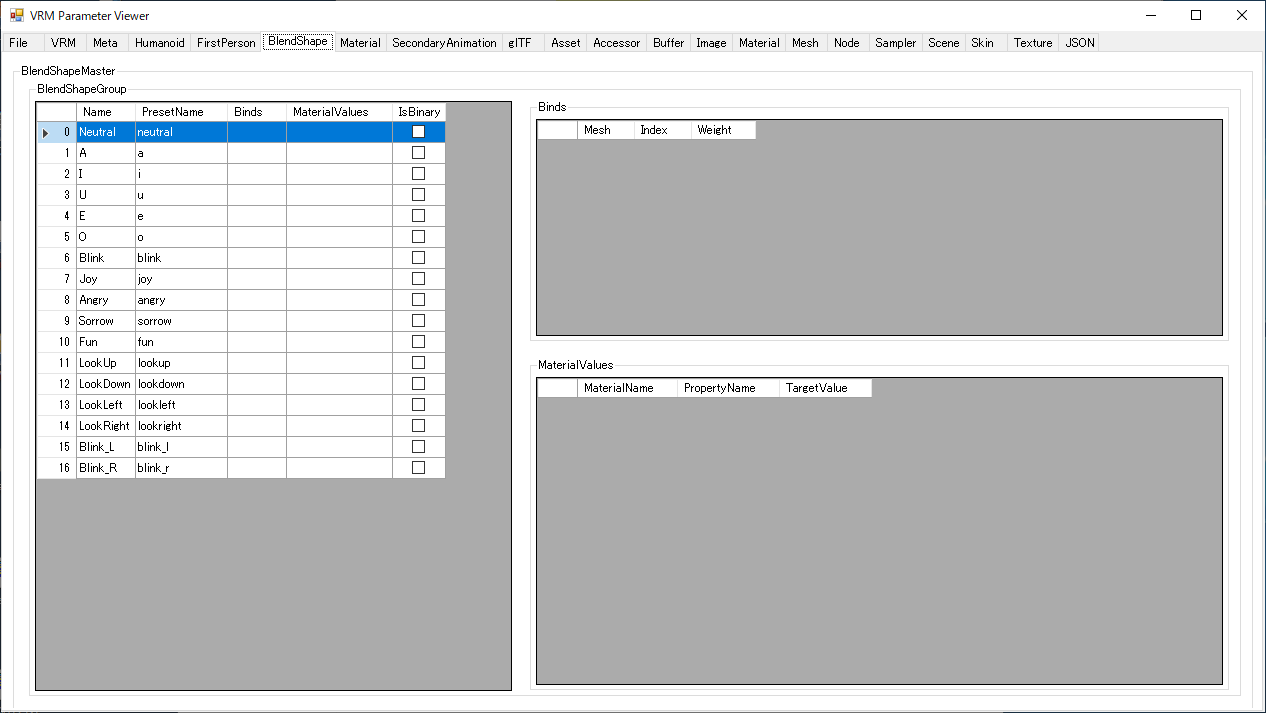 VRM Parameter Viewer
File VRM Meta Humanoid FirstPerson BlendShape Material SecondaryAnimation glTF Asset Accessor Buffer Image Material Mesh Node Sampler Scene Skin Texture JSON
BlendShapeMaster
BlendShapeGroup
Name PresetName Binds MaterialValues IsBinary
0 Neutral neutral
1 A a
2 I i
3 U u
4 E e
5 O o
6 Blink blink
7 Joy joy
8 Angry angry
9 Sorrow sorrow
10 Fun fun
11 LookUp lookup
12 LookDown lookdown
13 LookLeft lookleft
14 LookRight lookright
15 Blink_L blink_l
16 Blink_R blink_r
Binds
Mesh Index Weight
MaterialValues
MaterialName PropertyName TargetValue